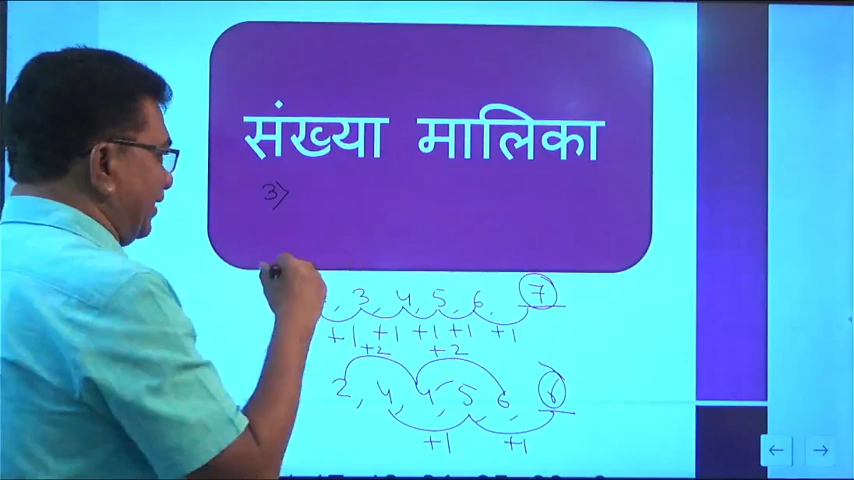 संख्या मालिका
3)
, 3, 4, 5, 6, 7
+1 +1 +1 +1 +1
+2 +2
2, 4, 4, 5, 6, 6
+1 +1